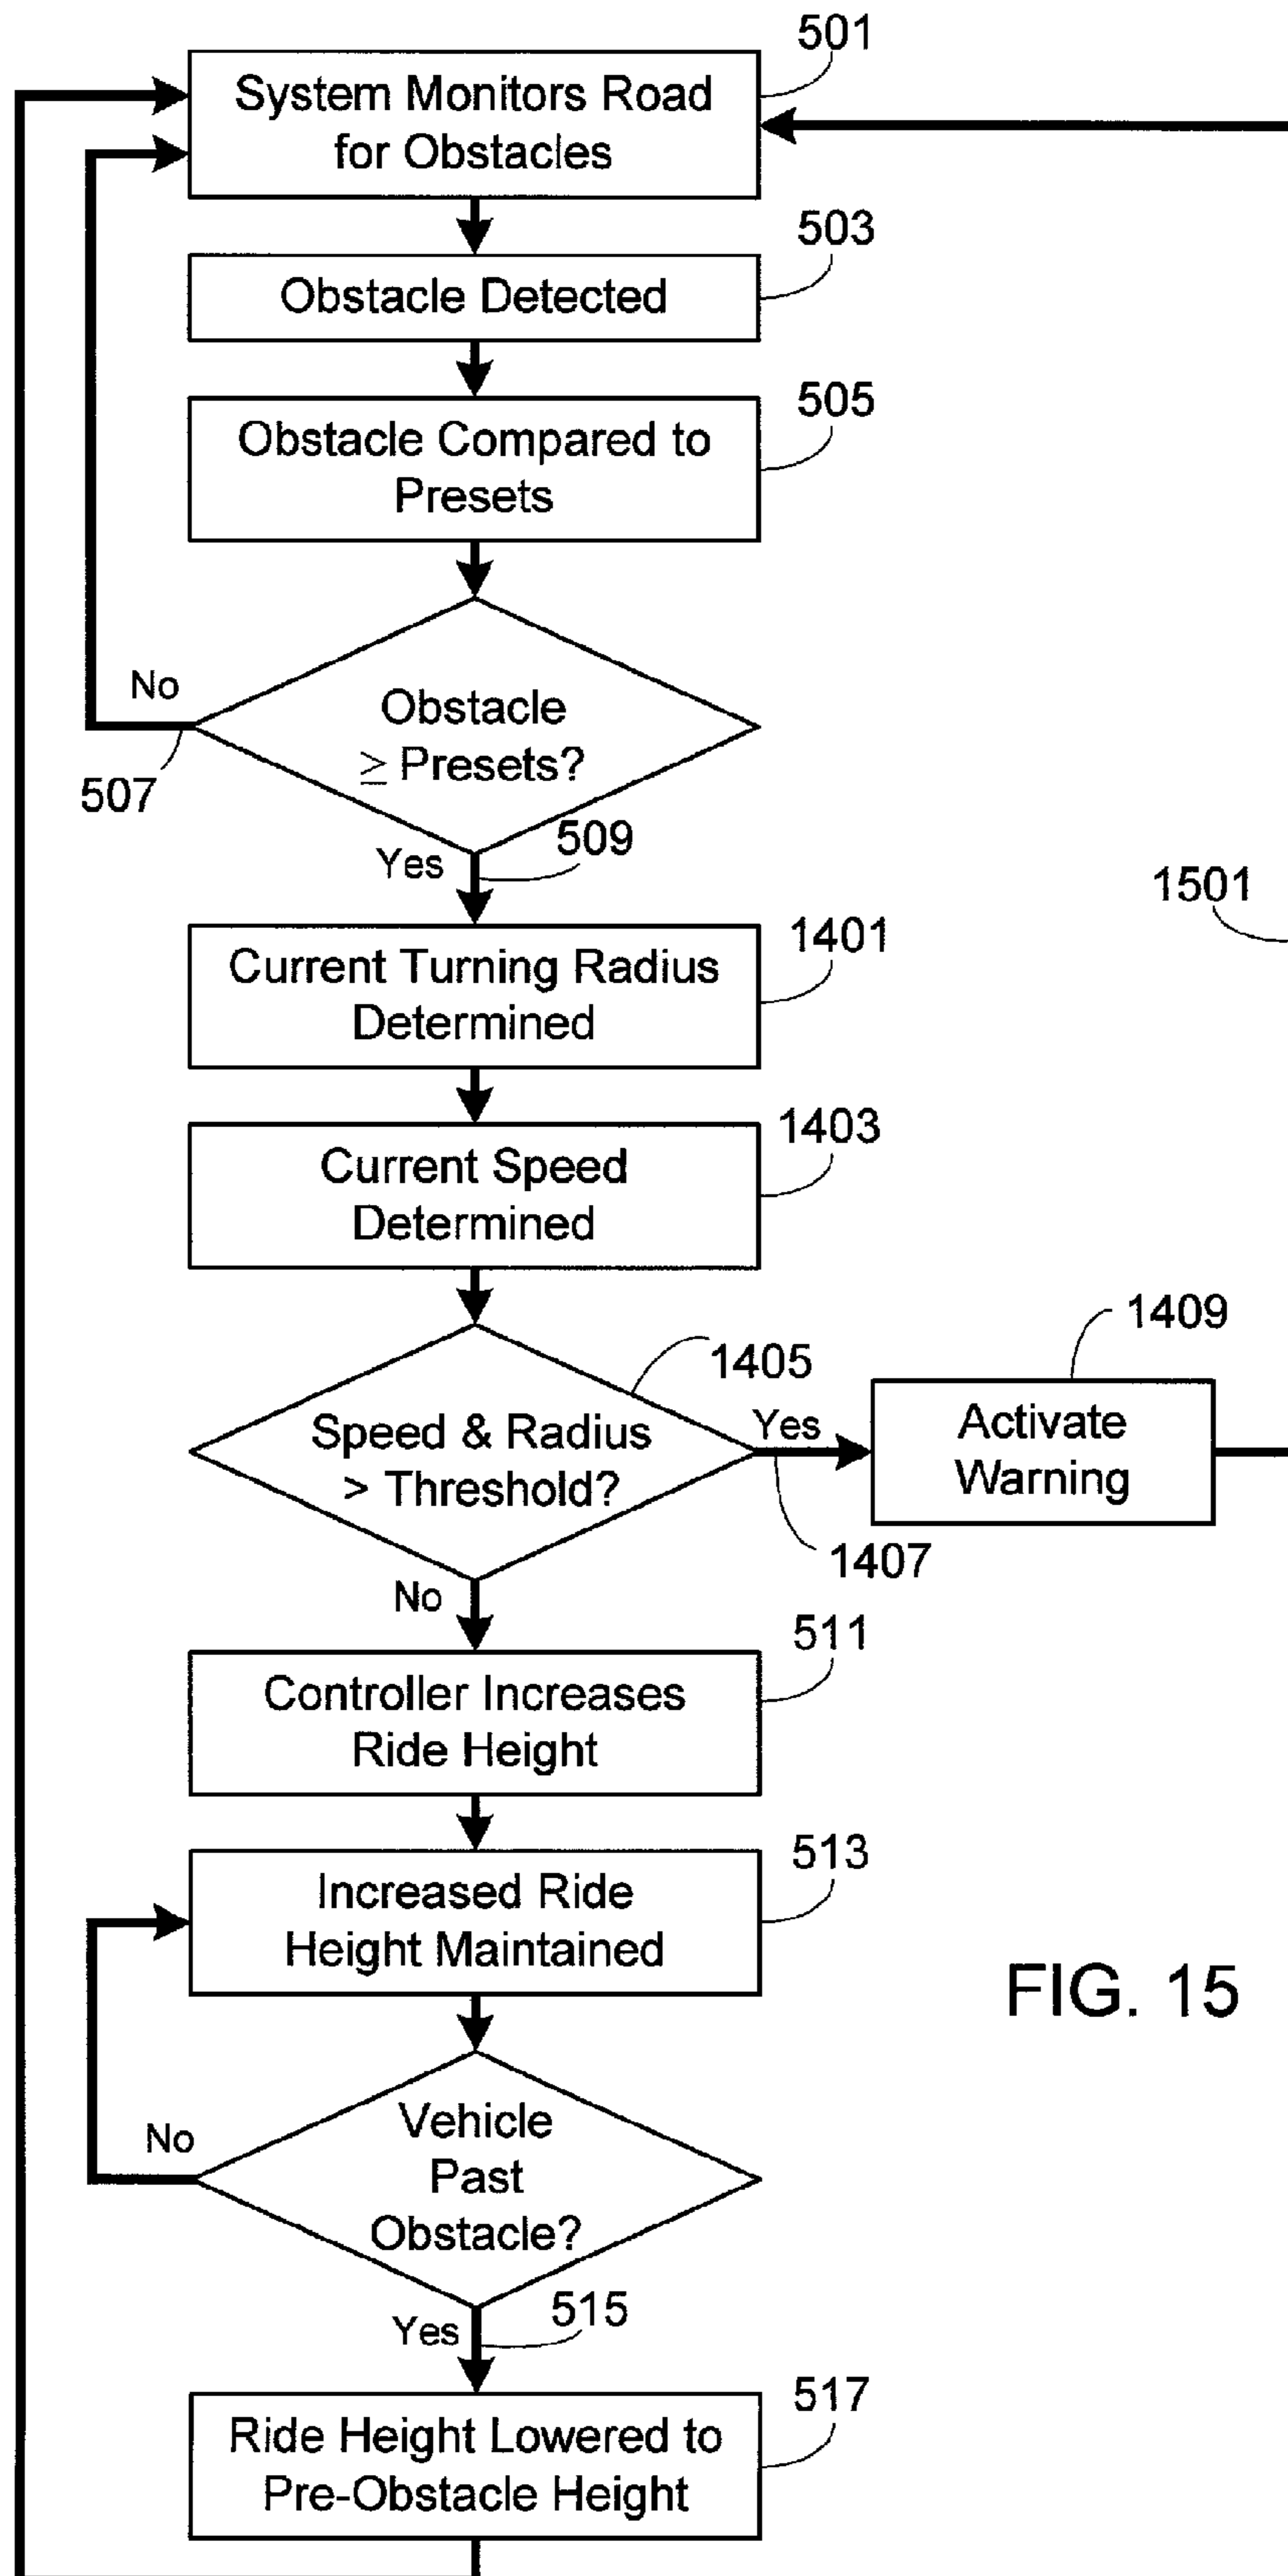 501
System Monitors Road
for Obstacles
503
Obstacle Detected
505
Obstacle Compared to
Presets
No
Obstacle
≥ Presets?
507
509
Yes
1501
1401
Current Turning Radius
Determined
1403
Current Speed
Determined
1409
1405
Speed & Radius
> Threshold?
Yes
Activate
Warning
1407
No
511
Controller Increases
Ride Height
513
Increased Ride
Height Maintained
FIG. 15
No
Vehicle
Past
Obstacle?
515
Yes
517
Ride Height Lowered to
Pre-Obstacle Height